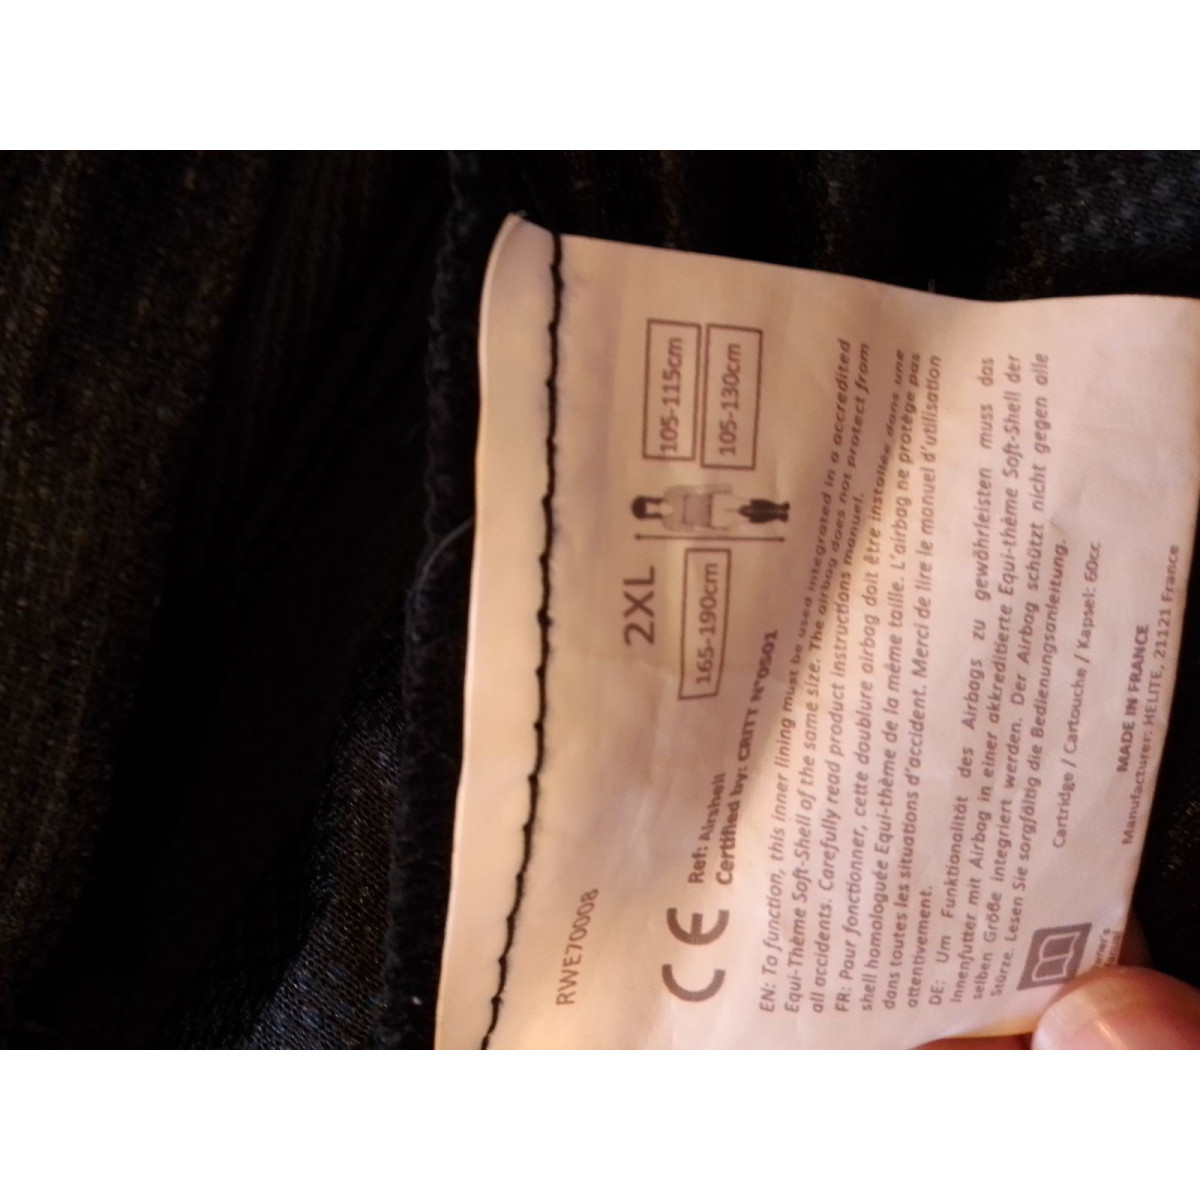 RWE70008
2XL
165-190cm
105-115cm
105-130cm
CE
Ref: Airshell
Certified by: CRITT N°0501
EN: To function, this inner lining must be used integrated in a accredited
Equi-Thème Soft-Shell of the same size. The airbag does not protect from
all accidents. Carefully read product instructions manuel.
FR: Pour fonctionner, cette doublure airbag doit être installée dans une
shell homologuée Equi-thème de la même taille. L'airbag ne protège pas
dans toutes les situations d'accident. Merci de lire le manuel d'utilisation
attentivement.
DE: Um Funktionalität des Airbags zu gewährleisten muss das
Innenfutter mit Airbag in einer akkreditierte Equi-thème Soft-Shell der
selben Größe integriert werden. Der Airbag schützt nicht gegen alle
Stürze. Lesen Sie sorgfältig die Bedienungsanleitung.
Cartridge / Cartouche / Kapsel: 60cc
MADE IN FRANCE
Manufacturer: HELITE, 21121 France